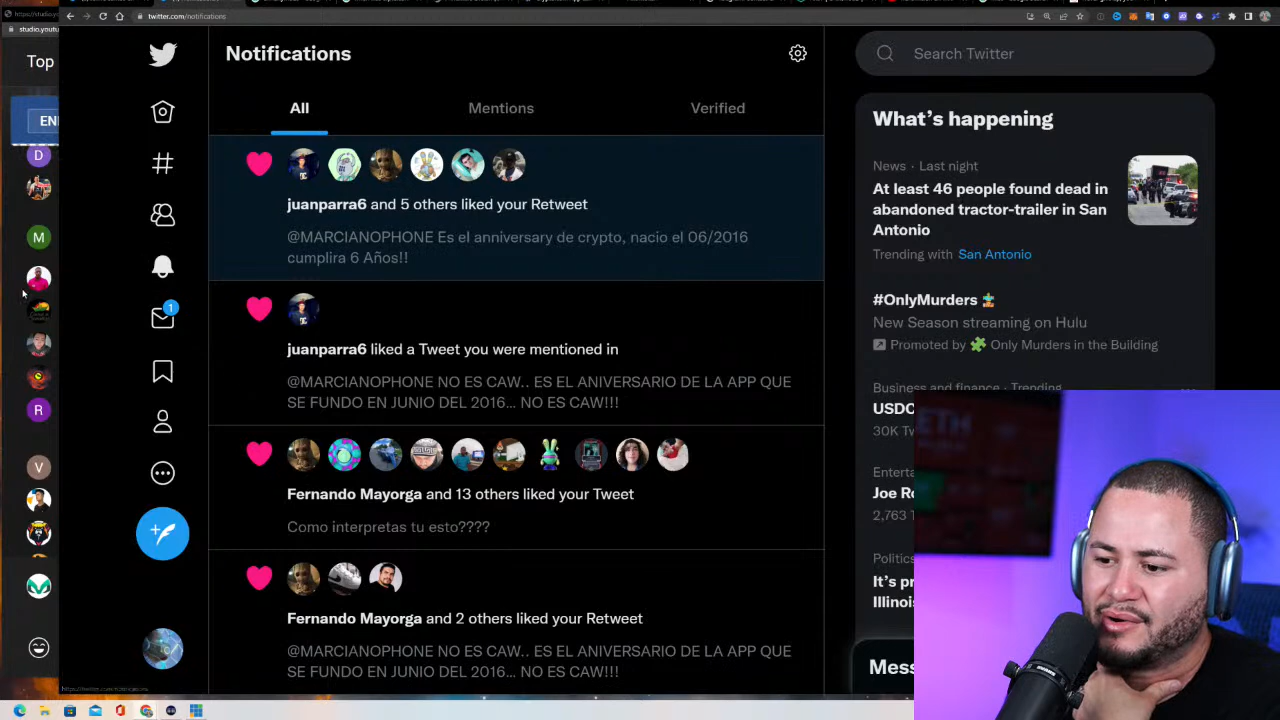 https://studio.
twitter.com/notifications
studio.yout
Top
EN
D
M
R
V
Notifications
Search Twitter
All
Mentions
Verified
juanparra6 and 5 others liked your Retweet
@MARCIANOPHONE Es el anniversary de crypto, nacio el 06/2016
cumplira 6 Años!!
juanparra6 liked a Tweet you were mentioned in
@MARCIANOPHONE NO ES CAW.. ES EL ANIVERSARIO DE LA APP QUE
SE FUNDO EN JUNIO DEL 2016... NO ES CAW!!!
Fernando Mayorga and 13 others liked your Tweet
Como interpretas tu esto????
Fernando Mayorga and 2 others liked your Retweet
@MARCIANOPHONE NO ES CAW.. ES EL ANIVERSARIO DE LA APP QUE
SE FUNDO EN JUNIO DEL 2016... NO ES CAW!!!
1
https://twitter.com/notifications
What's happening
News · Last night
At least 46 people found dead in
abandoned tractor-trailer in San
Antonio
Trending with San Antonio
#OnlyMurders
New Season streaming on Hulu
Promoted by Only Murders in the Building
Business and finance · Trending
USDC
30K Tw
Enterta
Joe Ro
2,763
Politics
It's pr
Illinois
Mess
ETH